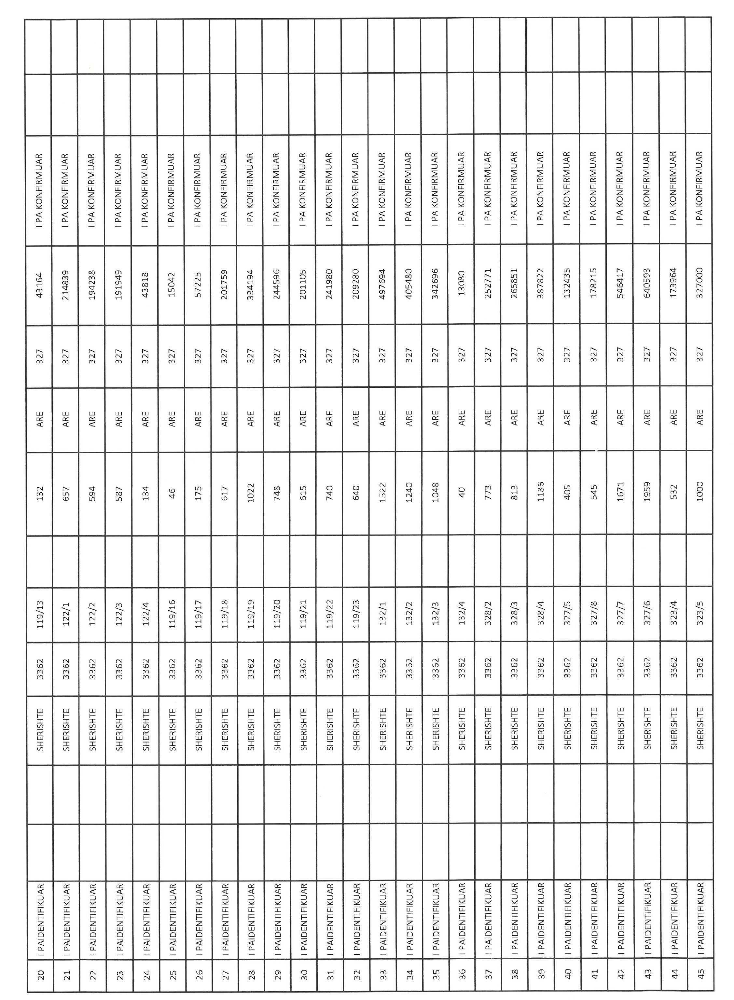 20 I PAIDENTIFIKUAR SHERISHTE 3362 119/13 132 ARE 327 43164 I PA KONFIRMUAR
21 I PAIDENTIFIKUAR SHERISHTE 3362 122/1 657 ARE 327 214839 I PA KONFIRMUAR
22 I PAIDENTIFIKUAR SHERISHTE 3362 122/2 594 ARE 327 194238 I PA KONFIRMUAR
23 I PAIDENTIFIKUAR SHERISHTE 3362 122/3 587 ARE 327 191949 I PA KONFIRMUAR
24 I PAIDENTIFIKUAR SHERISHTE 3362 122/4 134 ARE 327 43818 I PA KONFIRMUAR
25 I PAIDENTIFIKUAR SHERISHTE 3362 119/16 46 ARE 327 15042 I PA KONFIRMUAR
26 I PAIDENTIFIKUAR SHERISHTE 3362 119/17 175 ARE 327 57225 I PA KONFIRMUAR
27 I PAIDENTIFIKUAR SHERISHTE 3362 119/18 617 ARE 327 201759 I PA KONFIRMUAR
28 I PAIDENTIFIKUAR SHERISHTE 3362 119/19 1022 ARE 327 334194 I PA KONFIRMUAR
29 I PAIDENTIFIKUAR SHERISHTE 3362 119/20 748 ARE 327 244596 I PA KONFIRMUAR
30 I PAIDENTIFIKUAR SHERISHTE 3362 119/21 615 ARE 327 201105 I PA KONFIRMUAR
31 I PAIDENTIFIKUAR SHERISHTE 3362 119/22 740 ARE 327 241980 I PA KONFIRMUAR
32 I PAIDENTIFIKUAR SHERISHTE 3362 119/23 640 ARE 327 209280 I PA KONFIRMUAR
33 I PAIDENTIFIKUAR SHERISHTE 3362 132/1 1522 ARE 327 497694 I PA KONFIRMUAR
34 I PAIDENTIFIKUAR SHERISHTE 3362 132/2 1240 ARE 327 405480 I PA KONFIRMUAR
35 I PAIDENTIFIKUAR SHERISHTE 3362 132/3 1048 ARE 327 342696 I PA KONFIRMUAR
36 I PAIDENTIFIKUAR SHERISHTE 3362 132/4 40 ARE 327 13080 I PA KONFIRMUAR
37 I PAIDENTIFIKUAR SHERISHTE 3362 328/2 773 ARE 327 252771 I PA KONFIRMUAR
38 I PAIDENTIFIKUAR SHERISHTE 3362 328/3 813 ARE 327 265851 I PA KONFIRMUAR
39 I PAIDENTIFIKUAR SHERISHTE 3362 328/4 1186 ARE 327 387822 I PA KONFIRMUAR
40 I PAIDENTIFIKUAR SHERISHTE 3362 327/5 405 ARE 327 132435 I PA KONFIRMUAR
41 I PAIDENTIFIKUAR SHERISHTE 3362 327/8 545 ARE 327 178215 I PA KONFIRMUAR
42 I PAIDENTIFIKUAR SHERISHTE 3362 327/7 1671 ARE 327 546417 I PA KONFIRMUAR
43 I PAIDENTIFIKUAR SHERISHTE 3362 327/6 1959 ARE 327 640593 I PA KONFIRMUAR
44 I PAIDENTIFIKUAR SHERISHTE 3362 323/4 532 ARE 327 173964 I PA KONFIRMUAR
45 I PAIDENTIFIKUAR SHERISHTE 3362 323/5 1000 ARE 327 327000 I PA KONFIRMUAR